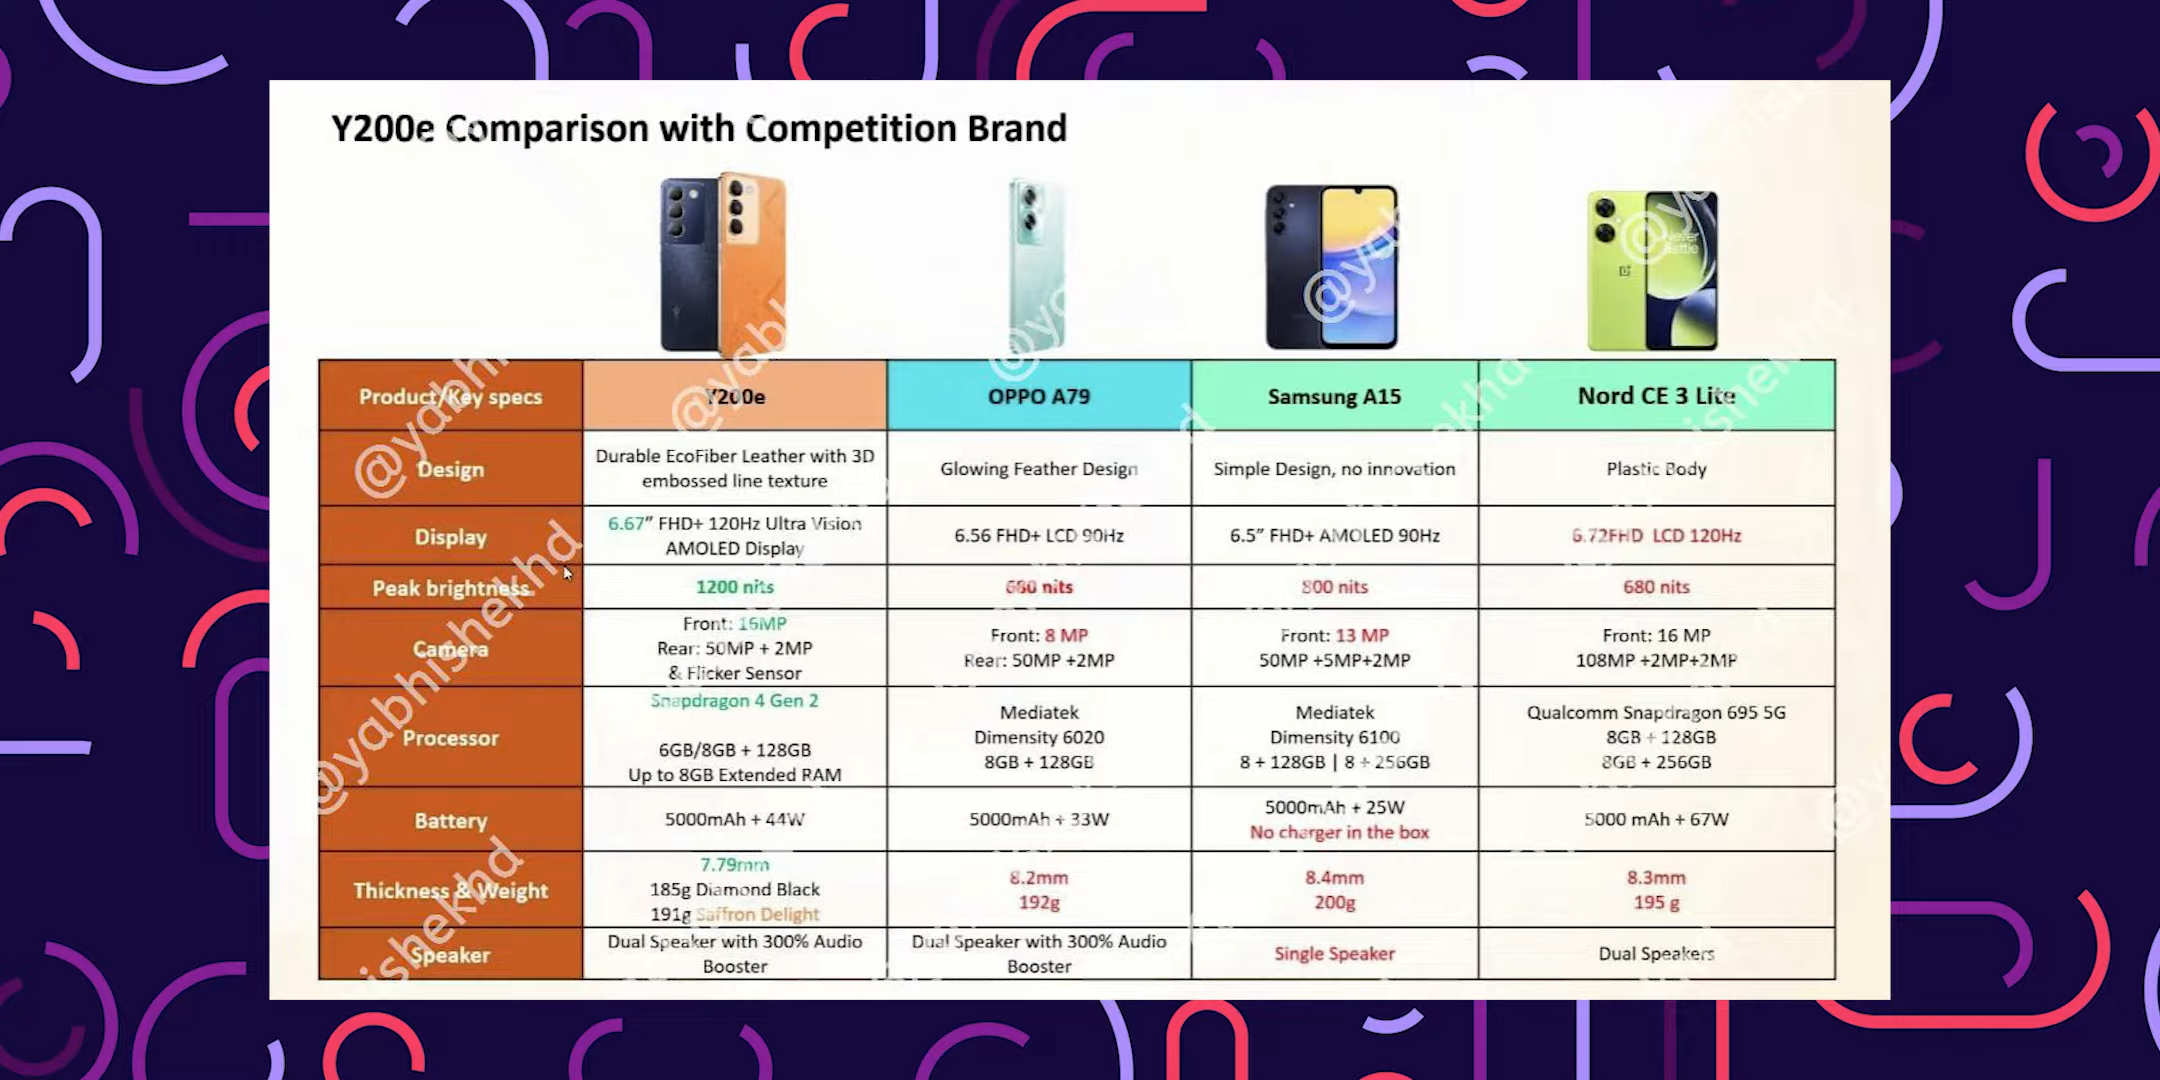 Y200e Comparison with Competition Brand
Never
Settle
Product/Key specs
Y200e
OPPO A79
Samsung A15
Nord CE 3 Lite
Design
Durable EcoFiber Leather with 3D
embossed line texture
Glowing Feather Design
Simple Design, no innovation
Plastic Body
Display
6.67” FHD+ 120Hz Ultra Vision
AMOLED Display
6.56 FHD+ LCD 90Hz
6.5” FHD+ AMOLED 90Hz
6.72FHD LCD 120Hz
Peak brightness
1200 nits
680 nits
800 nits
680 nits
Camera
Front: 16MP
Rear: 50MP + 2MP
& Flicker Sensor
Front: 8 MP
Rear: 50MP +2MP
Front: 13 MP
50MP +5MP+2MP
Front: 16 MP
108MP +2MP+2MP
Processor
Snapdragon 4 Gen 2
6GB/8GB + 128GB
Up to 8GB Extended RAM
Mediatek
Dimensity 6020
8GB + 128GB
Mediatek
Dimensity 6100
8 + 128GB | 8 + 256GB
Qualcomm Snapdragon 695 5G
8GB + 128GB
8GB + 256GB
Battery
5000mAh + 44W
5000mAh + 33W
5000mAh + 25W
No charger in the box
5000 mAh + 67W
Thickness & Weight
7.79mm
185g Diamond Black
191g Saffron Delight
8.2mm
192g
8.4mm
200g
8.3mm
195 g
Speaker
Dual Speaker with 300% Audio
Booster
Dual Speaker with 300% Audio
Booster
Single Speaker
Dual Speakers
@yabhishekhd